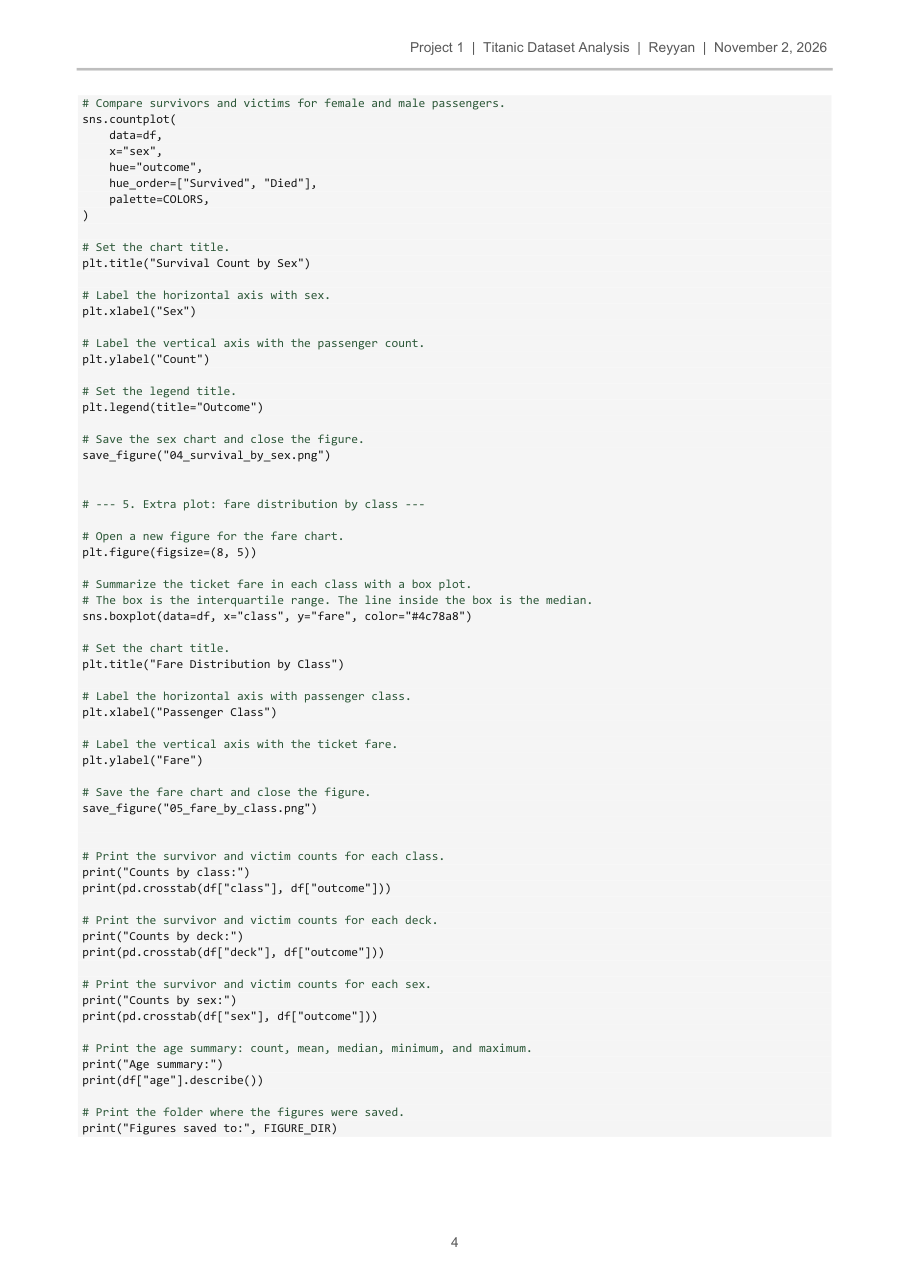 Project 1 | Titanic Dataset Analysis | Reyyan | November 2, 2026
# Compare survivors and victims for female and male passengers.
sns.countplot(
    data=df,
    x="sex",
    hue="outcome",
    hue_order=["Survived", "Died"],
    palette=COLORS,
)
# Set the chart title.
plt.title("Survival Count by Sex")
# Label the horizontal axis with sex.
plt.xlabel("Sex")
# Label the vertical axis with the passenger count.
plt.ylabel("Count")
# Set the legend title.
plt.legend(title="Outcome")
# Save the sex chart and close the figure.
save_figure("04_survival_by_sex.png")
# --- 5. Extra plot: fare distribution by class ---
# Open a new figure for the fare chart.
plt.figure(figsize=(8, 5))
# Summarize the ticket fare in each class with a box plot.
# The box is the interquartile range. The line inside the box is the median.
sns.boxplot(data=df, x="class", y="fare", color="#4c78a8")
# Set the chart title.
plt.title("Fare Distribution by Class")
# Label the horizontal axis with passenger class.
plt.xlabel("Passenger Class")
# Label the vertical axis with the ticket fare.
plt.ylabel("Fare")
# Save the fare chart and close the figure.
save_figure("05_fare_by_class.png")
# Print the survivor and victim counts for each class.
print("Counts by class:")
print(pd.crosstab(df["class"], df["outcome"]))
# Print the survivor and victim counts for each deck.
print("Counts by deck:")
print(pd.crosstab(df["deck"], df["outcome"]))
# Print the survivor and victim counts for each sex.
print("Counts by sex:")
print(pd.crosstab(df["sex"], df["outcome"]))
# Print the age summary: count, mean, median, minimum, and maximum.
print("Age summary:")
print(df["age"].describe())
# Print the folder where the figures were saved.
print("Figures saved to:", FIGURE_DIR)
4